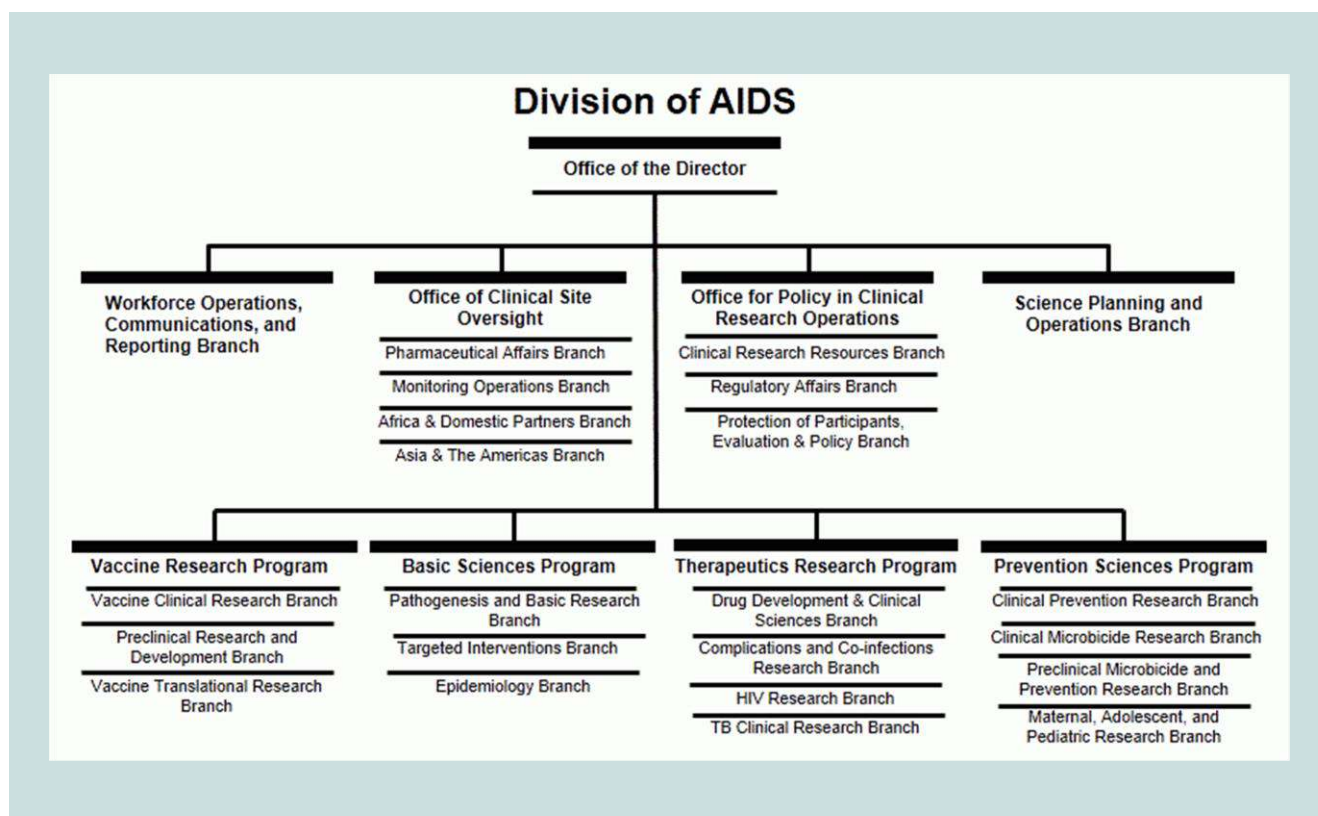 Division of AIDS
Office of the Director
Workforce Operations,
Communications, and
Reporting Branch
Office of Clinical Site
Oversight
Pharmaceutical Affairs Branch
Monitoring Operations Branch
Africa & Domestic Partners Branch
Asia & The Americas Branch
Office for Policy in Clinical
Research Operations
Clinical Research Resources Branch
Regulatory Affairs Branch
Protection of Participants,
Evaluation & Policy Branch
Science Planning and
Operations Branch
Vaccine Research Program
Vaccine Clinical Research Branch
Preclinical Research and
Development Branch
Vaccine Translational Research
Branch
Basic Sciences Program
Pathogenesis and Basic Research
Branch
Targeted Interventions Branch
Epidemiology Branch
Therapeutics Research Program
Drug Development & Clinical
Sciences Branch
Complications and Co-infections
Research Branch
HIV Research Branch
TB Clinical Research Branch
Prevention Sciences Program
Clinical Prevention Research Branch
Clinical Microbicide Research Branch
Preclinical Microbicide and
Prevention Research Branch
Maternal, Adolescent, and
Pediatric Research Branch